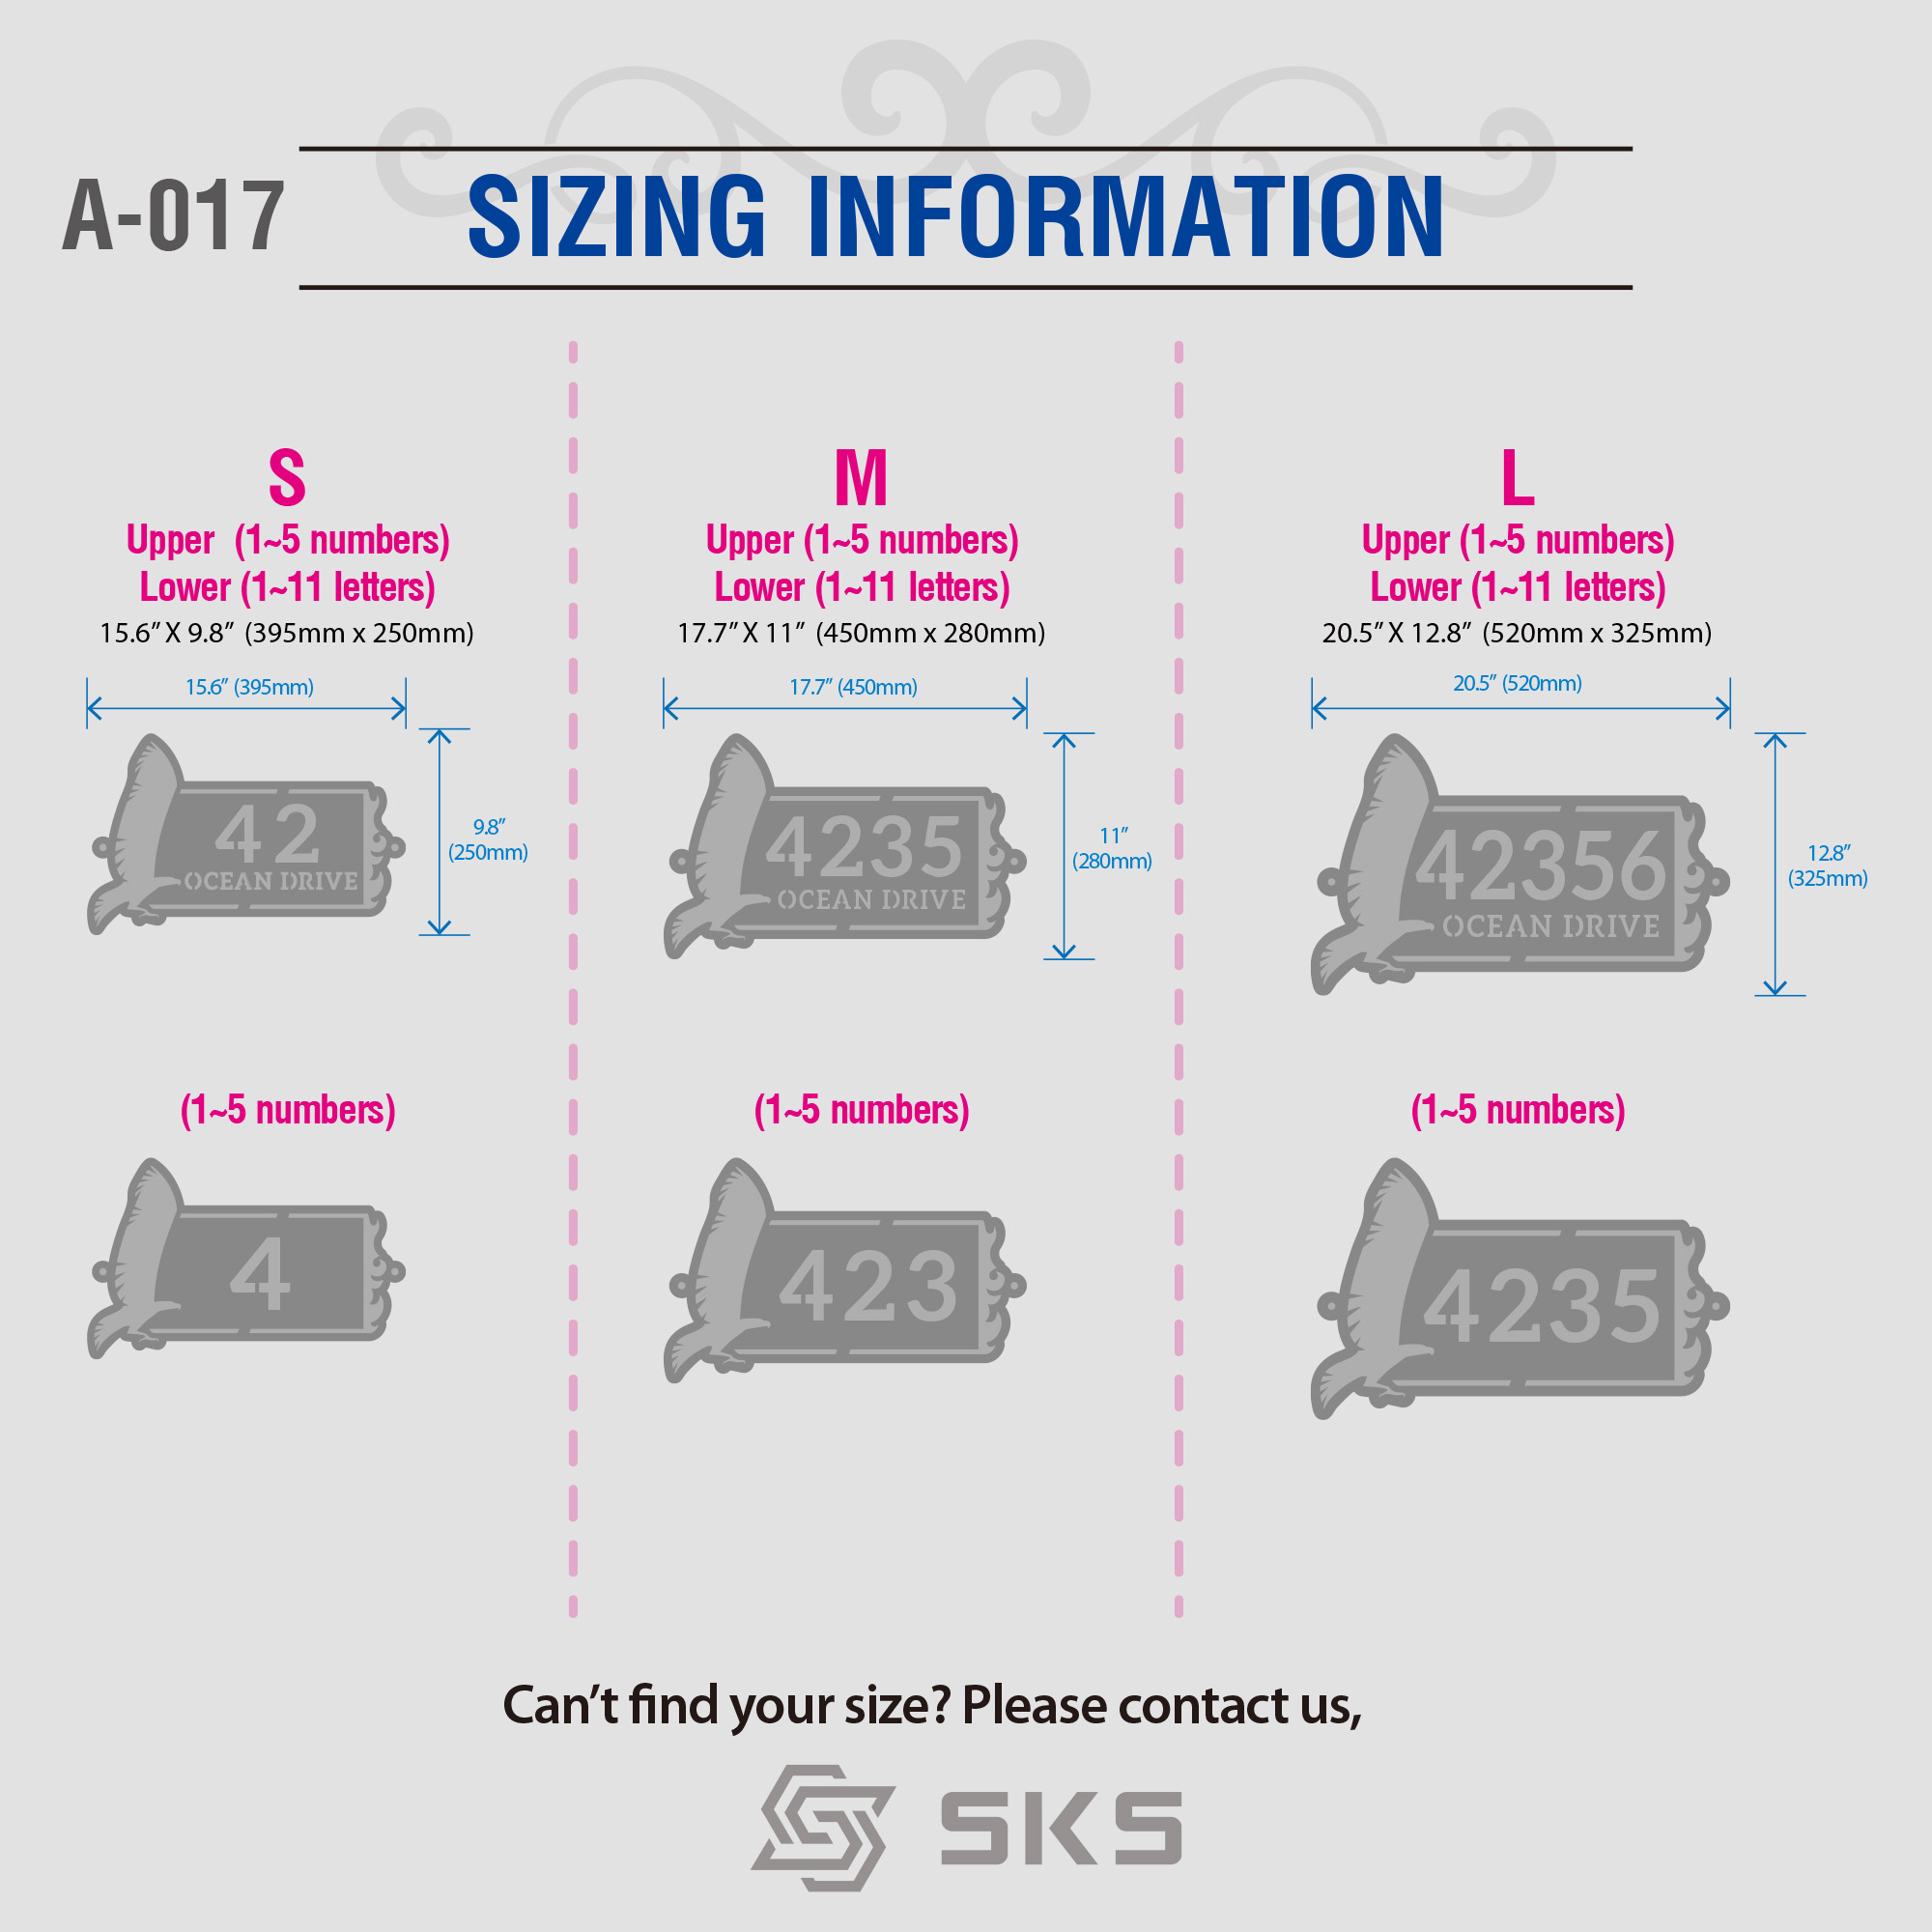 A-017
SIZING INFORMATION
S
Upper (1~5 numbers)
Lower (1~11 letters)
15.6” X 9.8” (395mm x 250mm)
15.6” (395mm)
9.8”
(250mm)
42
OCEAN DRIVE
(1~5 numbers)
4
M
Upper (1~5 numbers)
Lower (1~11 letters)
17.7” X 11” (450mm x 280mm)
17.7” (450mm)
11”
(280mm)
4235
OCEAN DRIVE
(1~5 numbers)
423
L
Upper (1~5 numbers)
Lower (1~11 letters)
20.5” X 12.8” (520mm x 325mm)
20.5” (520mm)
12.8”
(325mm)
42356
OCEAN DRIVE
(1~5 numbers)
4235
Can’t find your size? Please contact us,
SKS